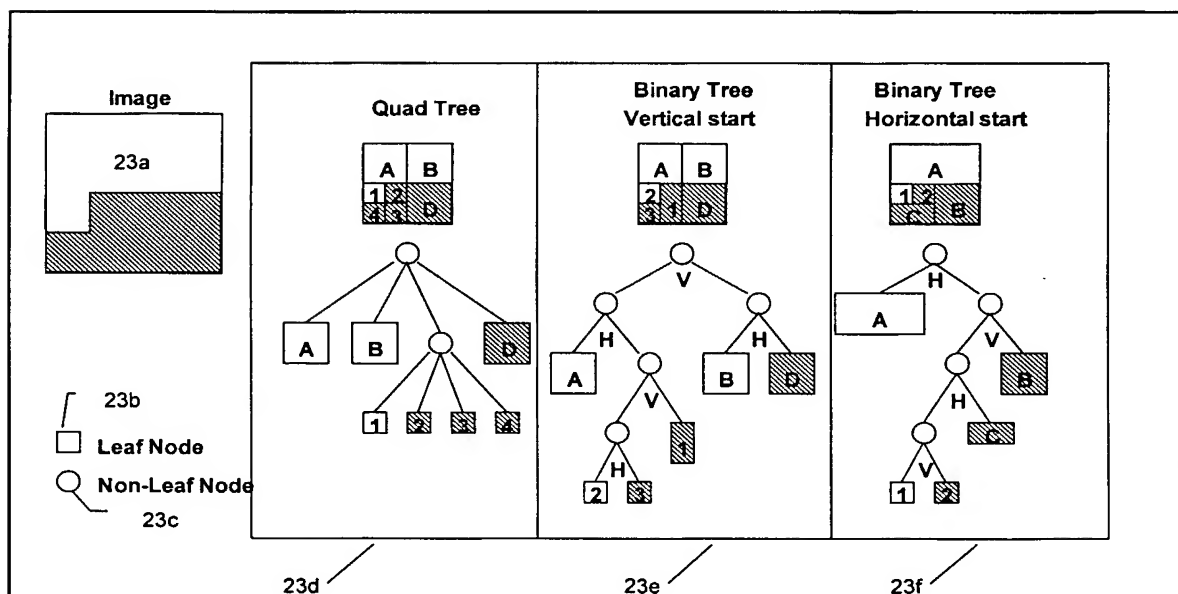 Image
23a
23b
Leaf Node
Non-Leaf Node
23c
Quad Tree
A B
1 2
4 3 D
A B D
1 2 3 4
23d
Binary Tree
Vertical start
A B
2
3 1 D
V
H H
A B D
V
1
H
2 3
23e
Binary Tree
Horizontal start
A
1 2
C B
H
A
V
B
H
C
V
1 2
23f